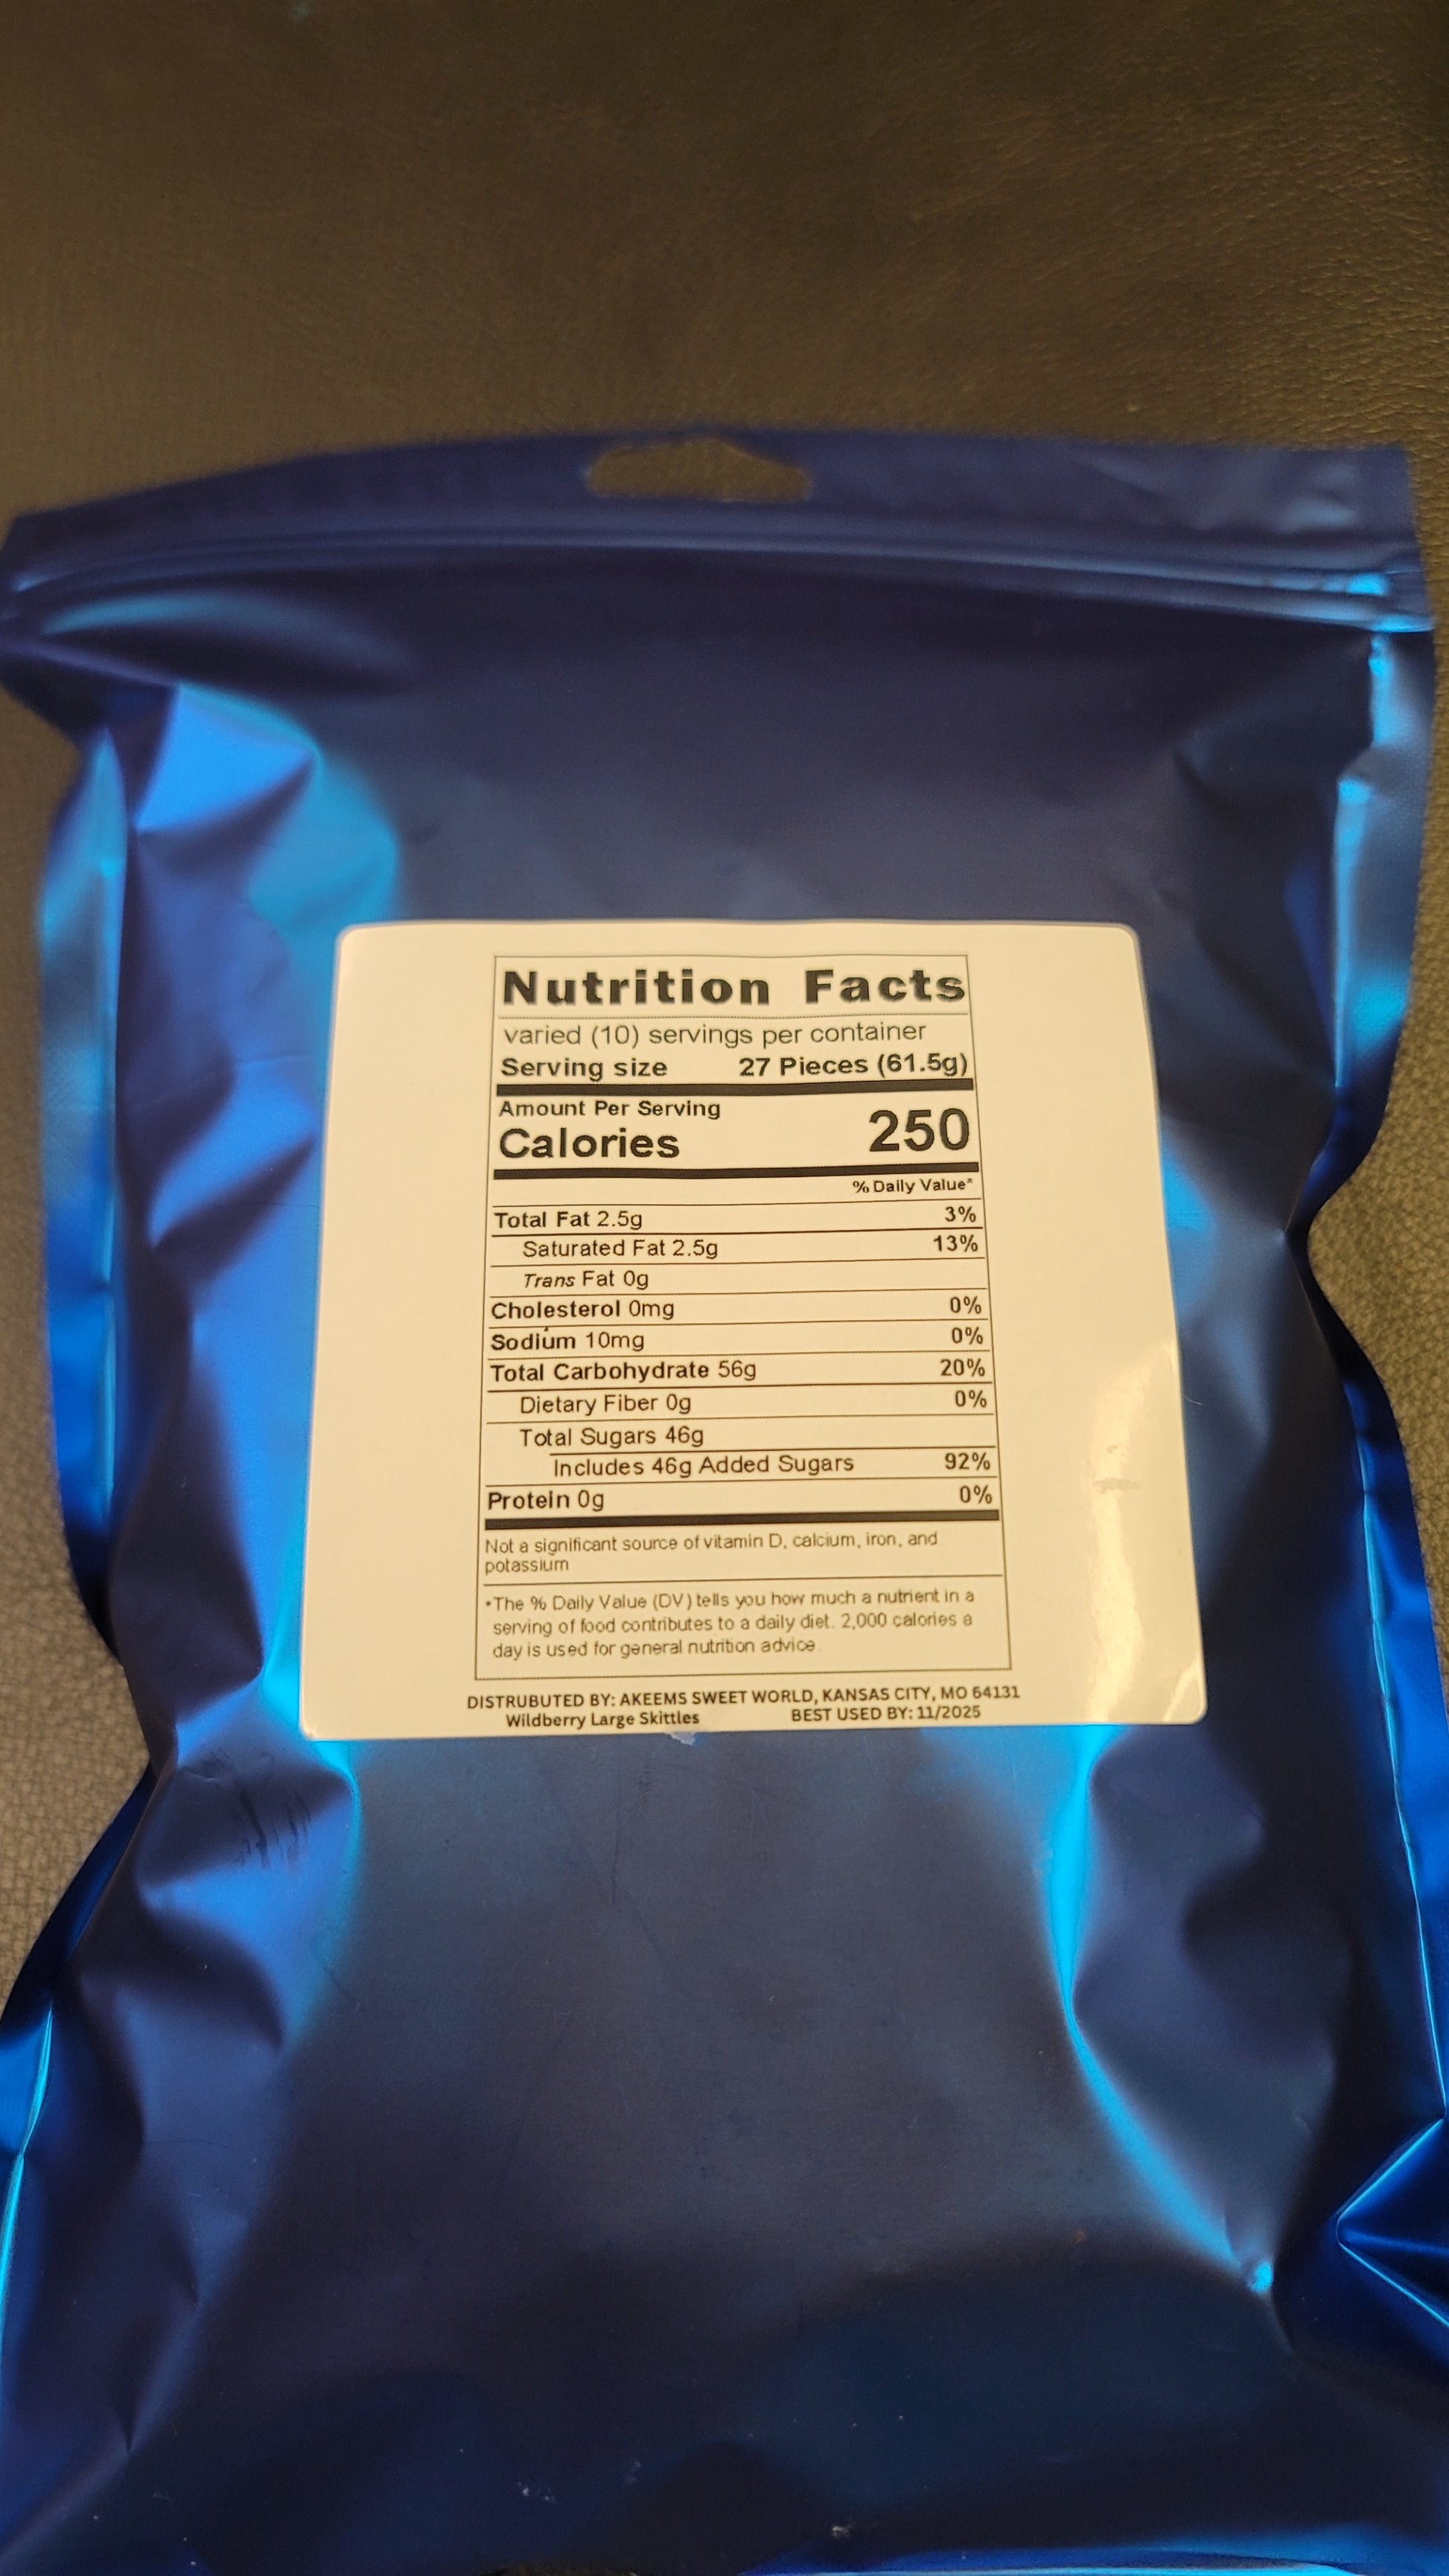 Nutrition Facts
varied (10) servings per container
Serving size 27 Pieces (61.5g)
Amount Per Serving
Calories 250
% Daily Value*
Total Fat 2.5g 3%
Saturated Fat 2.5g 13%
Trans Fat 0g
Cholesterol 0mg 0%
Sodium 10mg 0%
Total Carbohydrate 56g 20%
Dietary Fiber 0g 0%
Total Sugars 46g
Includes 46g Added Sugars 92%
Protein 0g 0%
Not a significant source of vitamin D, calcium, iron, and
potassium
*The % Daily Value (DV) tells you how much a nutrient in a
serving of food contributes to a daily diet. 2,000 calories a
day is used for general nutrition advice.
DISTRUBUTED BY: AKEEMS SWEET WORLD, KANSAS CITY, MO 64131
Wildberry Large Skittles BEST USED BY: 11/2025